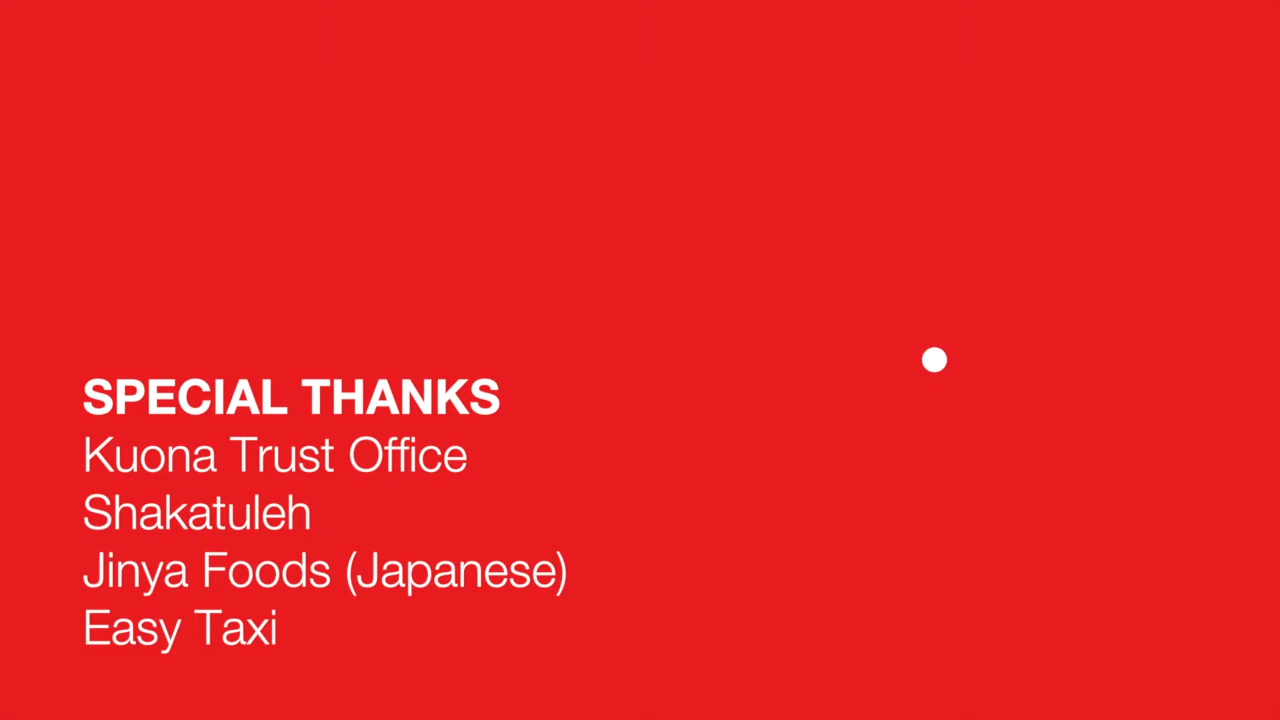 SPECIAL THANKS
Kuona Trust Office
Shakatuleh
Jinya Foods (Japanese)
Easy Taxi